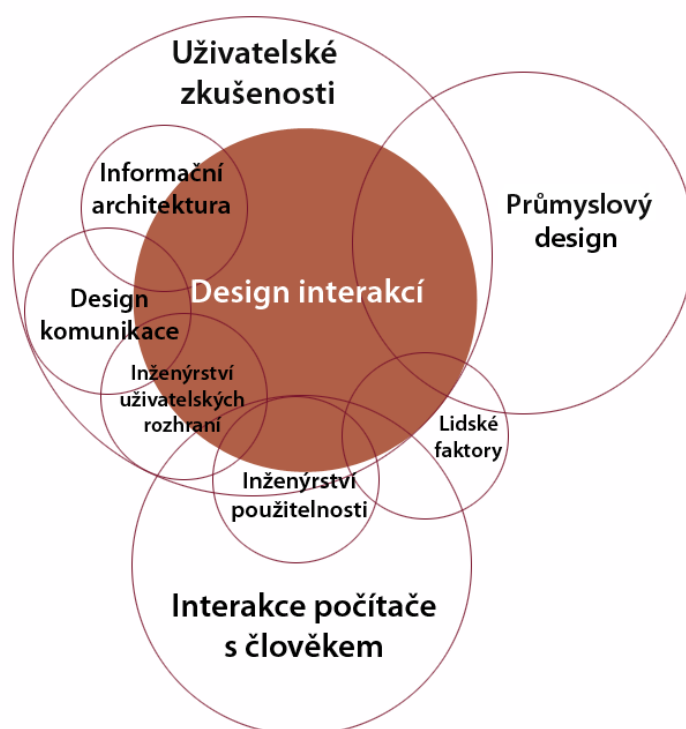 Uživatelské
zkušenosti
Informační
architektura
Průmyslový
design
Design interakcí
Design
komunikace
Inženýrství
uživatelských
rozhraní
Lidské
faktory
Inženýrství
použitelnosti
Interakce počítače
s člověkem